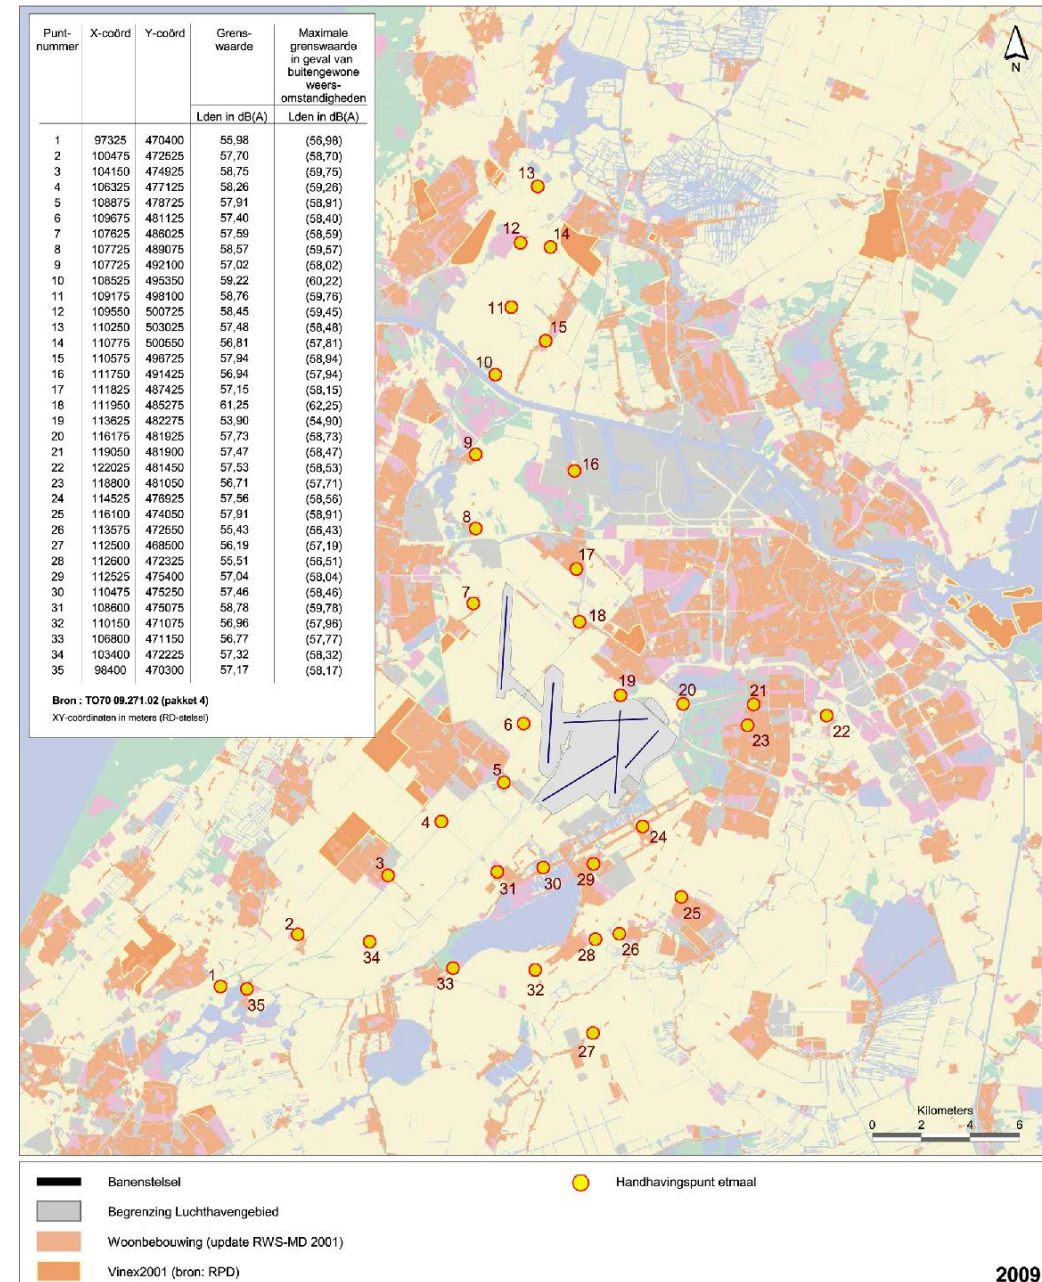 Punt- X-coörd Y-coörd Grens- Maximale
nummer waarde grenswaarde
in geval van
buitengewone
weers-
omstandigheden
Lden in dB(A) Lden in dB(A)
1 97325 470400 55,98 (56,98)
2 100475 472525 57,70 (58,70)
3 104150 474925 58,75 (59,75)
4 106325 477125 58,26 (59,26)
5 108875 478725 57,91 (58,91)
6 109675 481125 57,40 (58,40)
7 107625 486025 57,59 (58,59)
8 107725 489075 58,57 (59,57)
9 107725 492100 57,02 (58,02)
10 108525 495350 59,22 (60,22)
11 109175 498100 58,76 (59,76)
12 109550 500725 58,45 (59,45)
13 110250 503025 57,48 (58,48)
14 110775 500550 56,81 (57,81)
15 110575 496725 57,94 (58,94)
16 111750 491425 56,94 (57,94)
17 111825 487425 57,15 (58,15)
18 111950 485275 61,25 (62,25)
19 113625 482275 53,90 (54,90)
20 116175 481925 57,73 (58,73)
21 119050 481900 57,47 (58,47)
22 122025 481450 57,53 (58,53)
23 118800 481050 56,71 (57,71)
24 114525 476925 57,56 (58,56)
25 116100 474050 57,91 (58,91)
26 113575 472550 55,43 (56,43)
27 112500 468500 56,19 (57,19)
28 112600 472325 55,51 (56,51)
29 112525 475400 57,04 (58,04)
30 110475 475250 57,46 (58,46)
31 108600 475075 58,78 (59,78)
32 110150 471075 56,96 (57,96)
33 106800 471150 56,77 (57,77)
34 103400 472225 57,32 (58,32)
35 98400 470300 57,17 (58,17)
Bron : TO70 09.271.02 (pakket 4)
XY-coördinaten in meters (RD-stelsel)
N
13
12
14
11
15
10
9
16
8
17
7
18
19
20
21
6
22
23
5
4
24
3
31
30
29
25
2
34
28
26
1
35
33
32
27
Kilometers
0 2 4 6
Banenstelsel
Handhavingspunt etmaal
Begrenzing Luchthavengebied
Woonbebouwing (update RWS-MD 2001)
Vinex2001 (bron: RPD)
2009